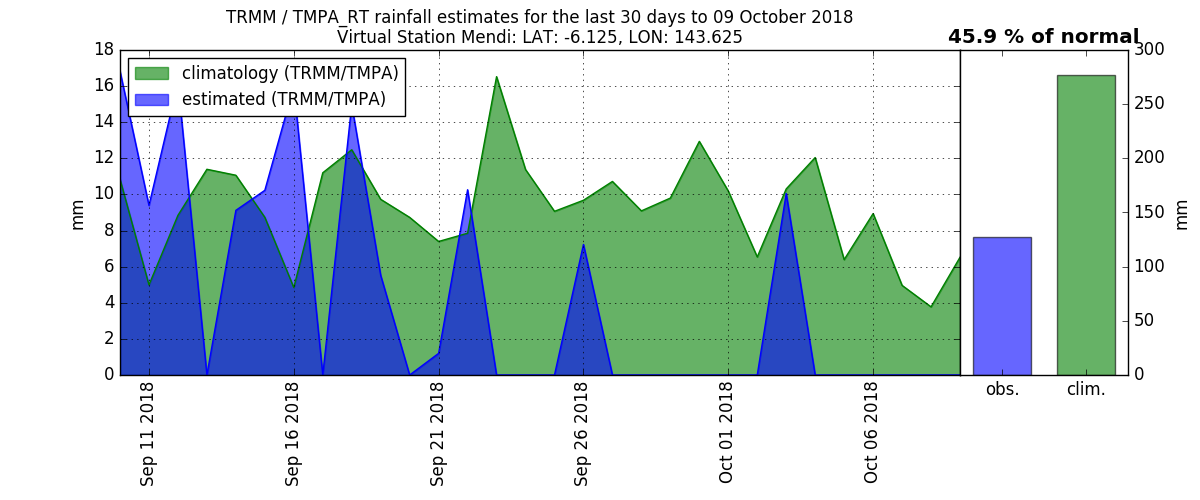 TRMM / TMPA_RT rainfall estimates for the last 30 days to 09 October 2018
Virtual Station Mendi: LAT: -6.125, LON: 143.625
45.9 % of normal
climatology (TRMM/TMPA)
estimated (TRMM/TMPA)
18
16
14
12
10
8
6
4
2
0
mm
Sep 11 2018
Sep 16 2018
Sep 21 2018
Sep 26 2018
Oct 01 2018
Oct 06 2018
300
250
200
150
100
50
0
mm
obs.
clim.